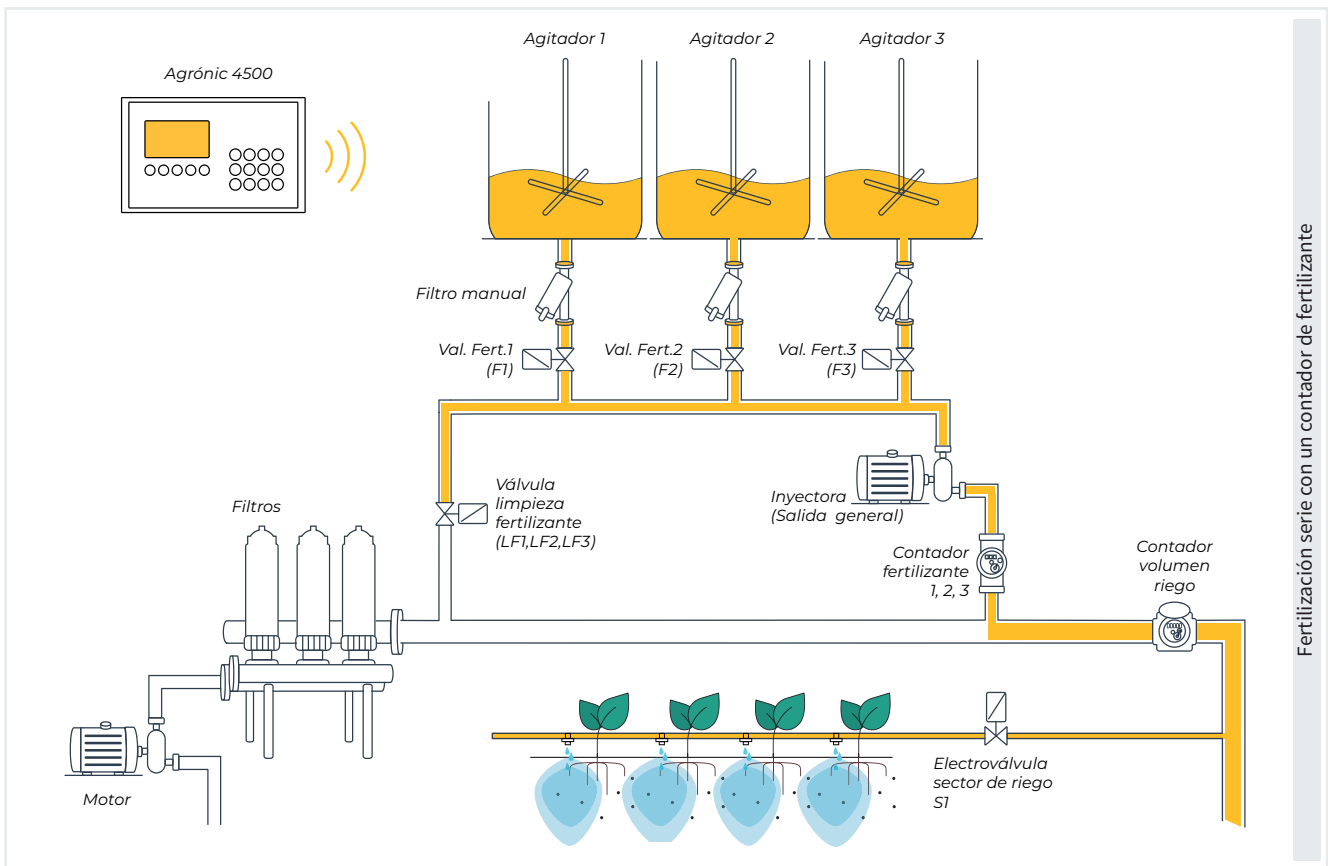 Agitador 1
Agitador 2
Agitador 3
Agrónic 4500
Filtro manual
Val. Fert.1
(F1)
Val. Fert.2
(F2)
Val. Fert.3
(F3)
Válvula
limpieza
fertilizante
(LF1,LF2,LF3)
Inyectora
(Salida general)
Filtros
Contador
fertilizante
1, 2, 3
Contador
volumen
riego
Motor
Electroválvula
sector de riego
S1
Fertilización serie con un contador de fertilizante